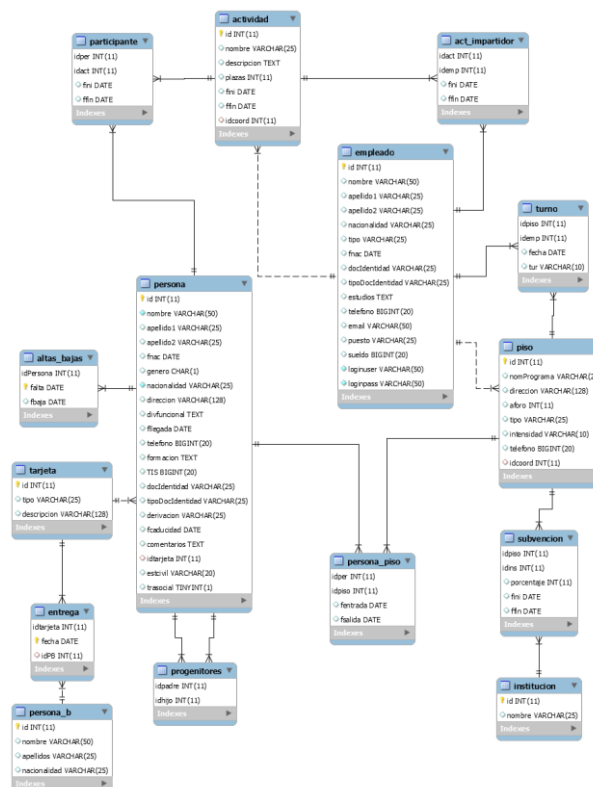 actividad
id INT(11)
nombre VARCHAR(25)
descripcion TEXT
plazas INT(11)
fini DATE
ffin DATE
idcoord INT(11)
Indexes
participante
idper INT(11)
idact INT(11)
fini DATE
ffin DATE
Indexes
act_impartidor
idact INT(11)
idemp INT(11)
fini DATE
ffin DATE
Indexes
empleado
id INT(11)
nombre VARCHAR(50)
apellido1 VARCHAR(25)
apellido2 VARCHAR(25)
nacionalidad VARCHAR(25)
tipo VARCHAR(25)
fnac DATE
docIdentidad VARCHAR(25)
tipoDocIdentidad VARCHAR(25)
estudios TEXT
telefono BIGINT(20)
email VARCHAR(50)
puesto VARCHAR(25)
sueldo BIGINT(20)
loginuser VARCHAR(50)
loginpass VARCHAR(50)
Indexes
turno
idpiso INT(11)
idemp INT(11)
fecha DATE
tur VARCHAR(10)
Indexes
persona
id INT(11)
nombre VARCHAR(50)
apellido1 VARCHAR(25)
apellido2 VARCHAR(25)
fnac DATE
genero CHAR(1)
nacionalidad VARCHAR(25)
direccion VARCHAR(128)
divfuncional TEXT
fllegada DATE
telefono BIGINT(20)
formacion TEXT
TIS BIGINT(20)
docIdentidad VARCHAR(25)
tipoDocIdentidad VARCHAR(25)
derivacion VARCHAR(25)
fcaducidad DATE
comentarios TEXT
idtarjeta INT(11)
estcivil VARCHAR(20)
trasocial TINYINT(1)
Indexes
altas_bajas
idPersona INT(11)
falta DATE
fbaja DATE
Indexes
piso
id INT(11)
nomPrograma VARCHAR(2
direccion VARCHAR(128)
aforo INT(11)
tipo VARCHAR(25)
intensidad VARCHAR(10)
telefono BIGINT(20)
idcoord INT(11)
Indexes
tarjeta
id INT(11)
tipo VARCHAR(25)
descripcion VARCHAR(128)
Indexes
persona_piso
idper INT(11)
idpiso INT(11)
fentrada DATE
fsalida DATE
Indexes
subvencion
idpiso INT(11)
idins INT(11)
porcentaje INT(11)
fini DATE
ffin DATE
Indexes
entrega
idtarjeta INT(11)
fecha DATE
idPB INT(11)
Indexes
progenitores
idpadre INT(11)
idhijo INT(11)
Indexes
institucion
id INT(11)
nombre VARCHAR(25)
Indexes
persona_b
id INT(11)
nombre VARCHAR(50)
apellidos VARCHAR(25)
nacionalidad VARCHAR(25)
Indexes